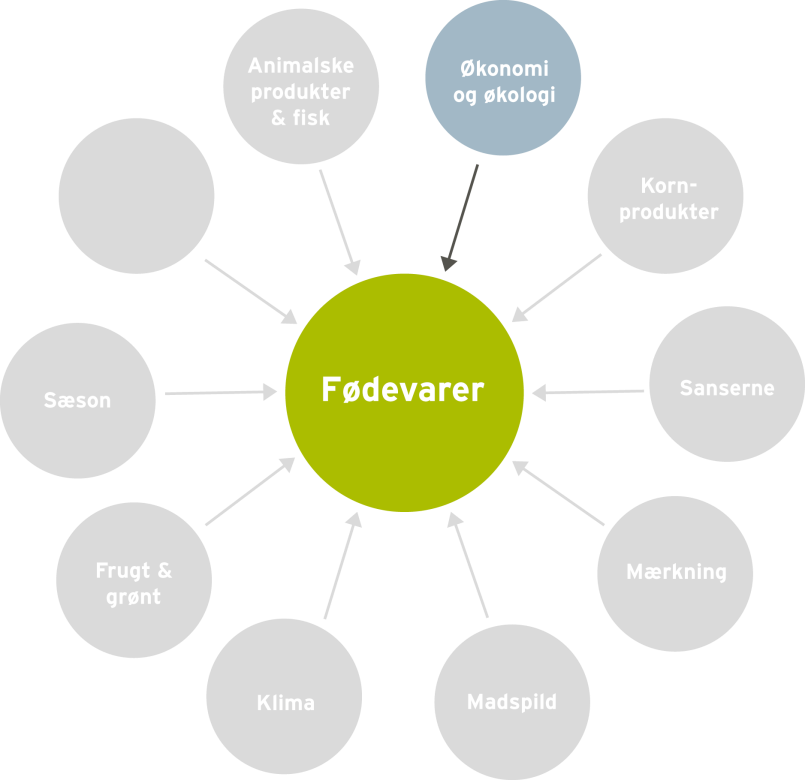 Animalske
produkter
& fisk
Økonomi
og økologi
Korn-
produkter
Fødevarer
Sæson
Sanserne
Frugt &
grønt
Mærkning
Klima
Madspild